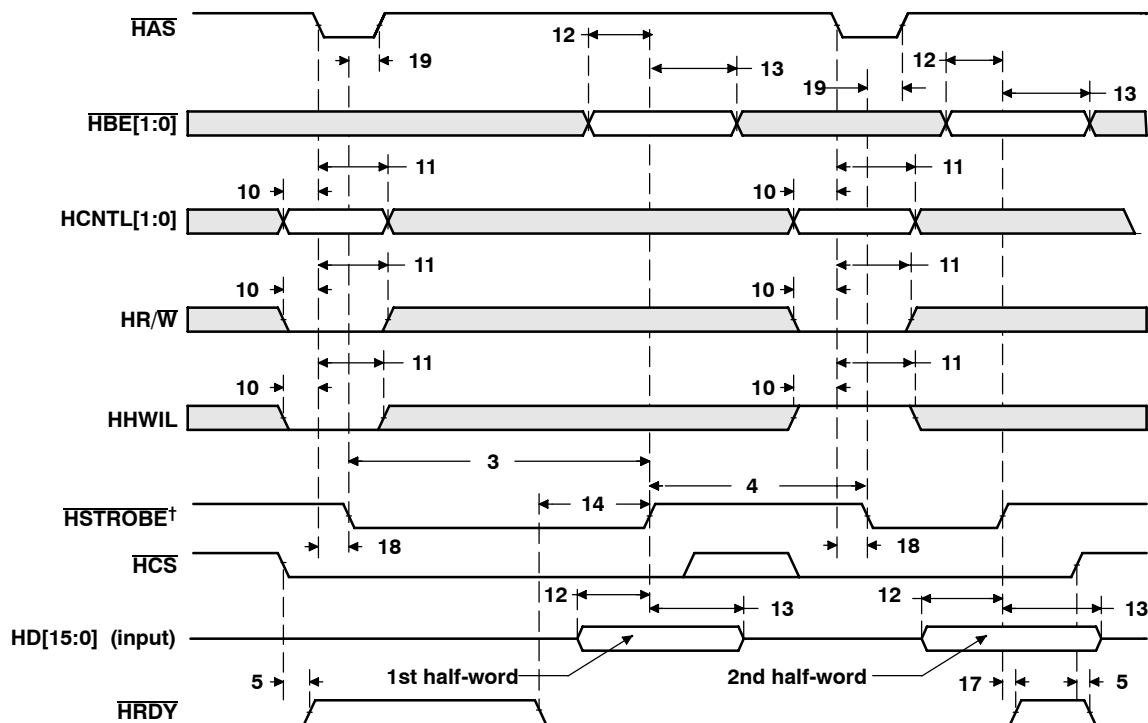 HAS
12
12
19
13
19
13
HBE[1:0]
11
11
10
10
HCNTL[1:0]
11
11
10
10
HR/W
11
11
10
10
HHWIL
3
4
14
HSTROBE†
18
18
HCS
12
12
13
13
HD[15:0] (input)
1st half-word
2nd half-word
5
17
5
HRDY